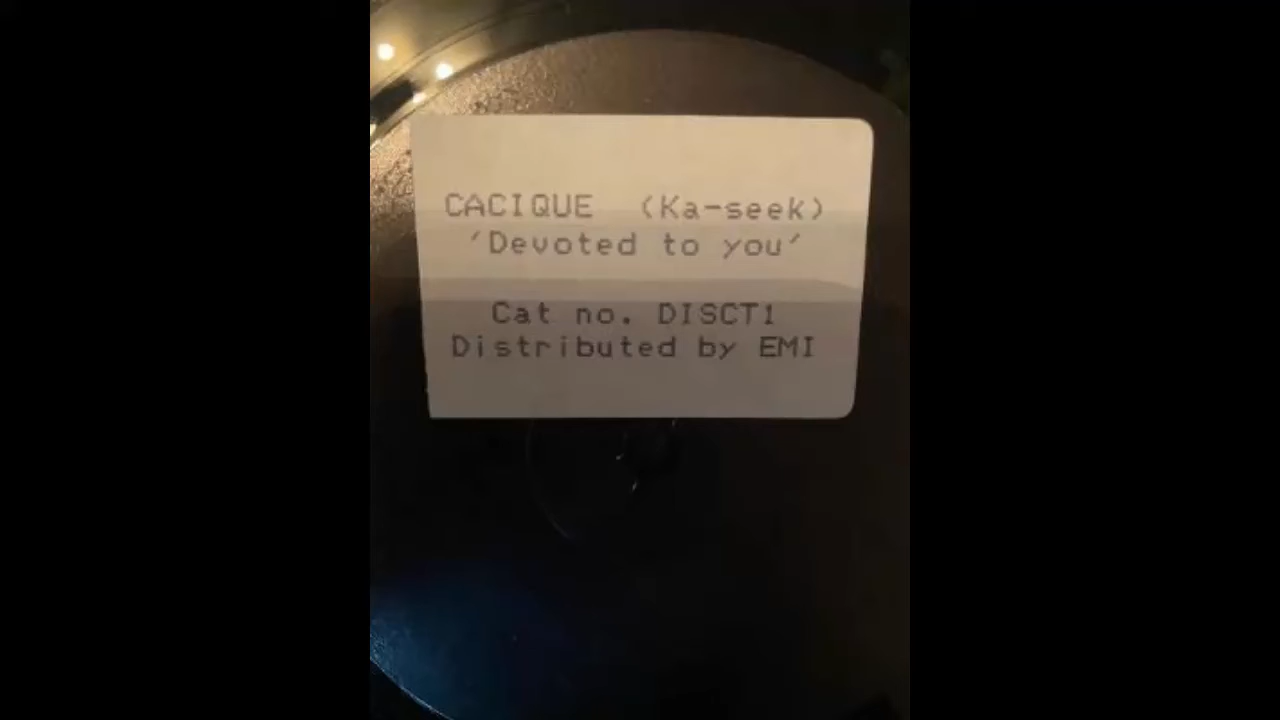 CACIQUE (Ka-seek)
'Devoted to you'
Cat no. DISCT1
Distributed by EMI